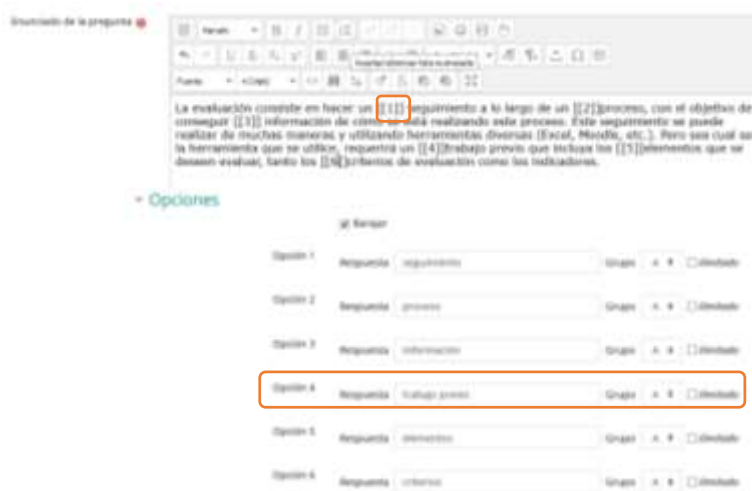 Enunciado de la pregunta
La evaluación consiste en hacer un [[1]] seguimiento a lo largo de un [[2]]proceso, con el objetivo de
conseguir [[3]] información de cómo se está realizando este proceso. Este seguimiento se puede
realizar de muchas maneras y utilizando herramientas diversas (Excel, Moodle, etc.). Pero sea cual sea
la herramienta que se utilice, requerirá un [[4]]trabajo previo que incluya los [[5]]elementos que se
deseen evaluar, tanto los [[6]]criterios de evaluación como los indicadores.
Opciones
Barajar
Opción 1 Respuesta seguimiento Grupo A Ilimitado
Opción 2 Respuesta proceso Grupo A Ilimitado
Opción 3 Respuesta información Grupo A Ilimitado
Opción 4 Respuesta trabajo previo Grupo A Ilimitado
Opción 5 Respuesta elementos Grupo A Ilimitado
Opción 6 Respuesta criterios Grupo A Ilimitado